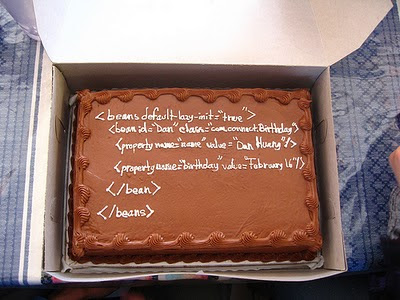 <beans default-lazy-init="true">
<bean id="Dan" class="com.connect.Birthday">
<property name="name" value="Dan Huang"/>
<property name="birthday" value="February 16"/>
</bean>
</beans>